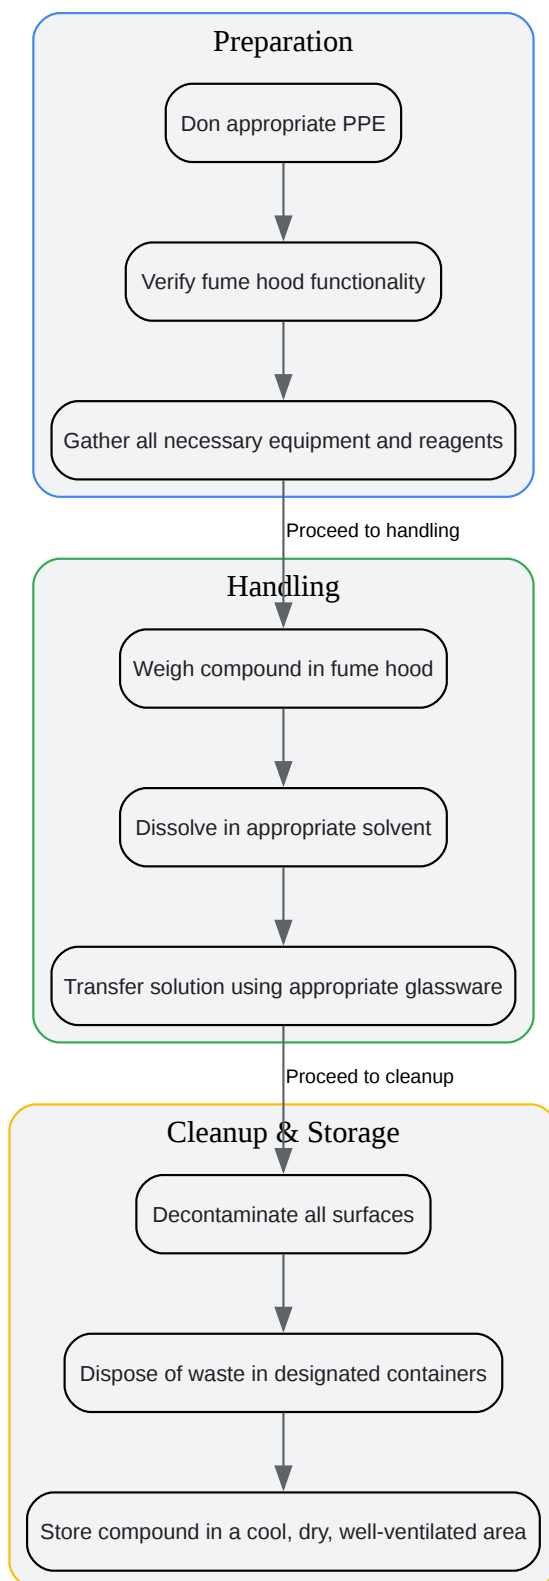 Preparation
Don appropriate PPE
Verify fume hood functionality
Gather all necessary equipment and reagents
Proceed to handling
Handling
Weigh compound in fume hood
Dissolve in appropriate solvent
Transfer solution using appropriate glassware
Proceed to cleanup
Cleanup & Storage
Decontaminate all surfaces
Dispose of waste in designated containers
Store compound in a cool, dry, well-ventilated area